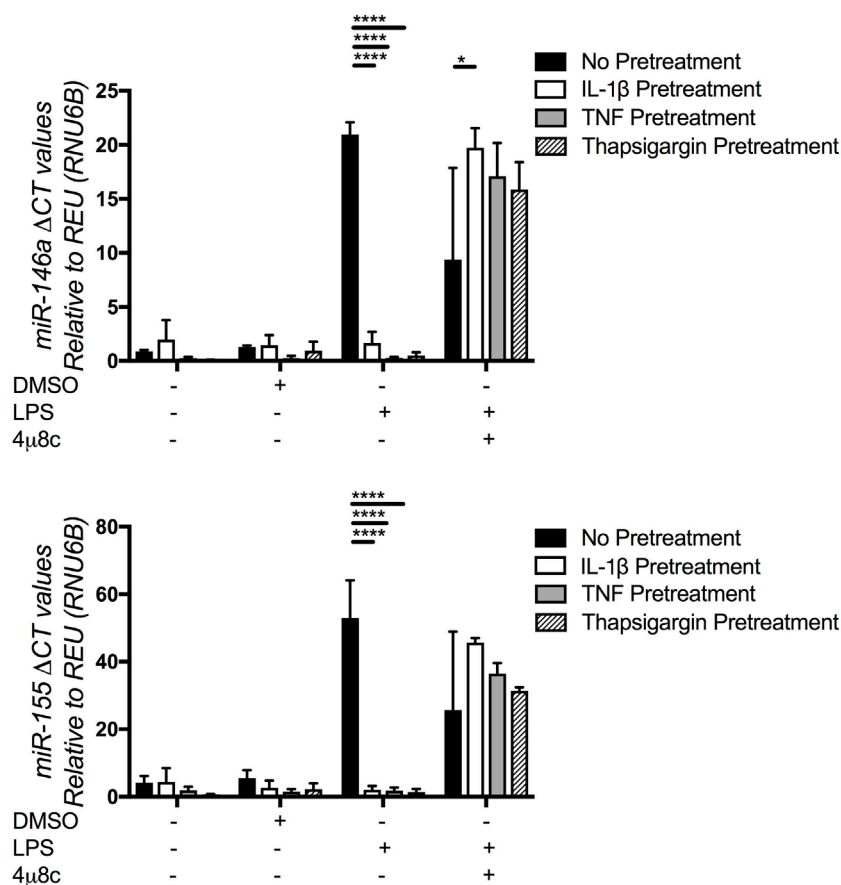 ****
****
****
*
No Pretreatment
IL-1β Pretreatment
TNF Pretreatment
Thapsigargin Pretreatment
miR-146a ΔCT values
Relative to REU (RNU6B)
25
20
15
10
5
0
DMSO - + - -
LPS - - + +
4μ8c - - - +
****
****
****
No Pretreatment
IL-1β Pretreatment
TNF Pretreatment
Thapsigargin Pretreatment
miR-155 ΔCT values
Relative to REU (RNU6B)
80
60
40
20
0
DMSO - + - -
LPS - - + +
4μ8c - - - +